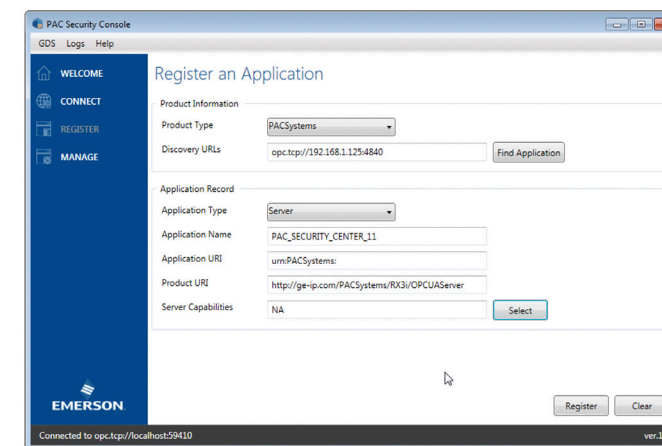 PAC Security Console
GDS Logs Help
WELCOME
CONNECT
REGISTER
MANAGE
Register an Application
Product Information
Product Type PACSystems
Discovery URLs opc.tcp://192.168.1.125:4840 Find Application
Application Record
Application Type Server
Application Name PAC_SECURITY_CENTER_11
Application URI urn:PACSystems:
Product URI http://ge-ip.com/PACSystems/RX3i/OPCUAServer
Server Capabilities NA Select
EMERSON
Register Clear
Connected to opc.tcp://localhost:59410 ver.1